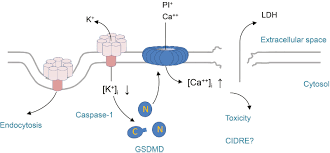 PI⁺
K⁺
Ca⁺⁺
LDH
Extracellular space
[K⁺]ᵢ ↓
[Ca⁺⁺]ᵢ ↑
Cytosol
Caspase-1
N
Endocytosis
C
N
Toxicity
CIDRE?
GSDMD